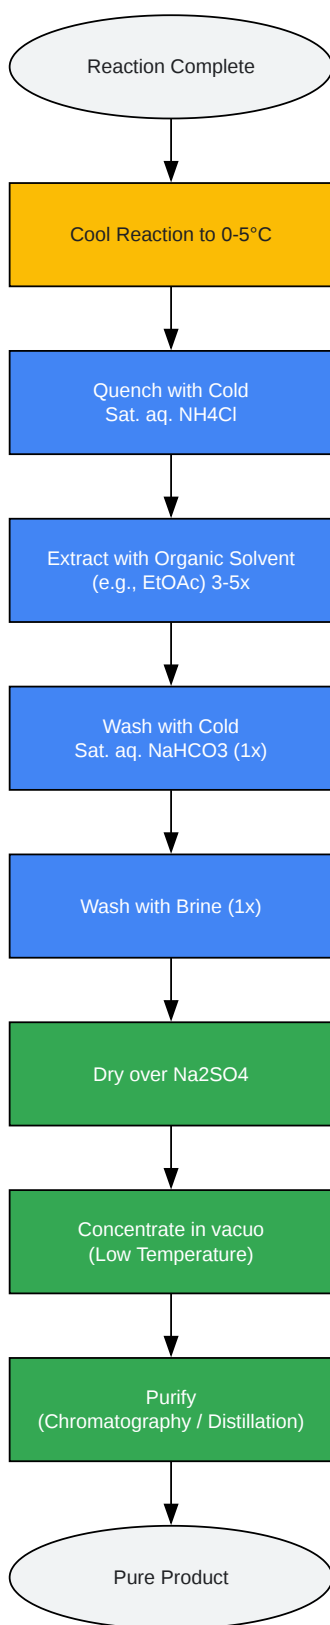 Reaction Complete
Cool Reaction to 0-5°C
Quench with Cold
Sat. aq. NH4Cl
Extract with Organic Solvent
(e.g., EtOAc) 3-5x
Wash with Cold
Sat. aq. NaHCO3 (1x)
Wash with Brine (1x)
Dry over Na2SO4
Concentrate in vacuo
(Low Temperature)
Purify
(Chromatography / Distillation)
Pure Product